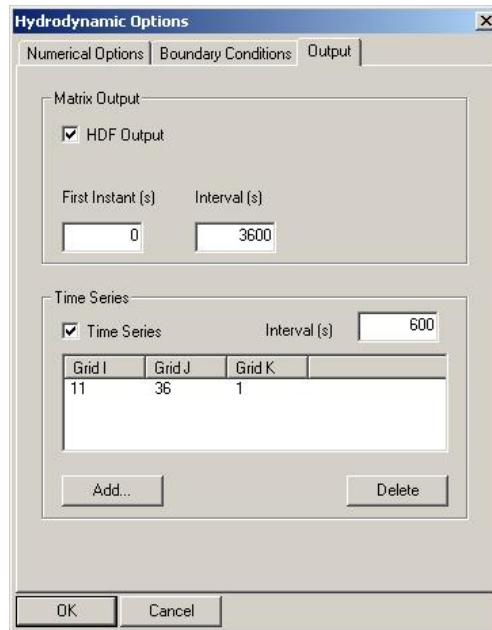 Hydrodynamic Options
Numerical Options Boundary Conditions Output
Matrix Output
HDF Output
First Instant (s) Interval (s)
0 3600
Time Series
Time Series Interval (s) 600
Grid I Grid J Grid K
11 36 1
Add... Delete
OK Cancel